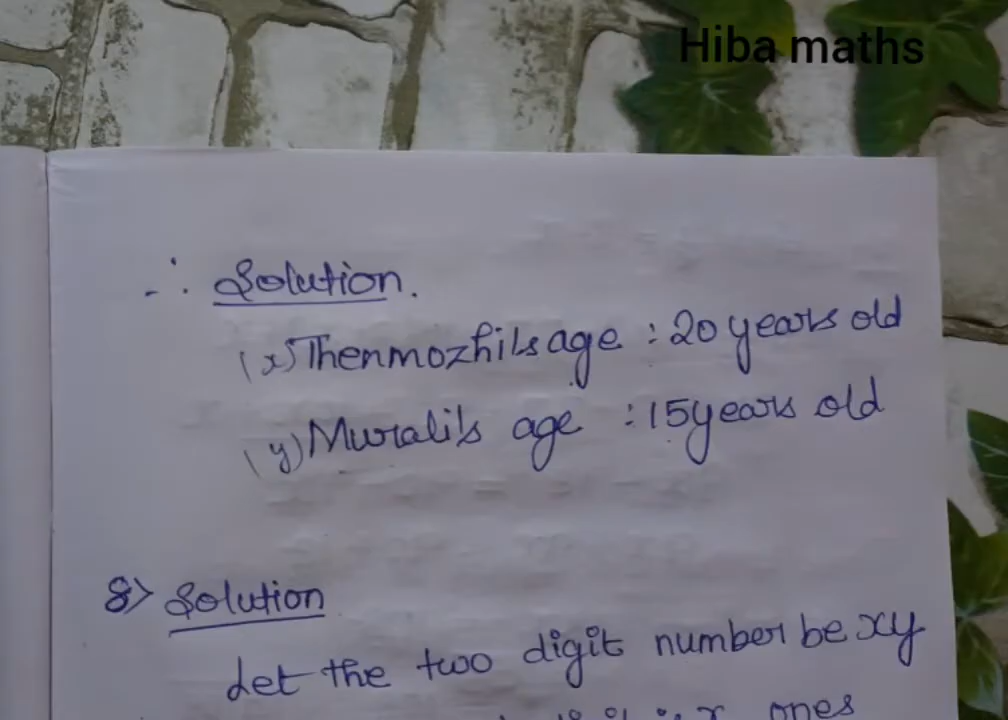 Hiba maths
∴ Solution.
(x) Thenmozhi's age : 20 years old
(y) Murali's age : 15 years old
8> Solution
Let the two digit number be xy
ones